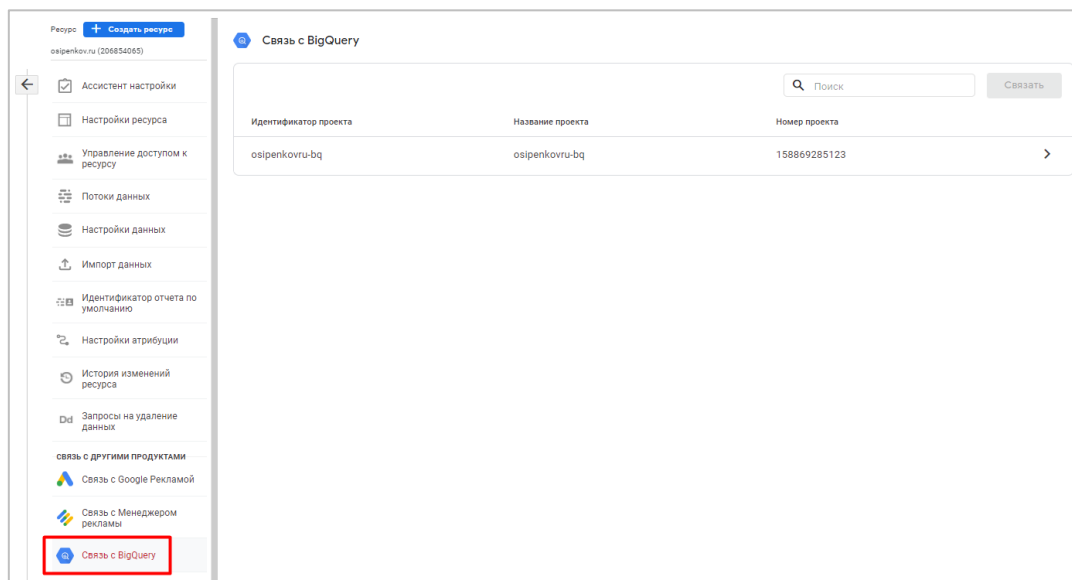 Ресурс
Создать ресурс
osipenkov.ru (206854065)
Ассистент настройки
Настройки ресурса
Управление доступом к
ресурсу
Потоки данных
Настройки данных
Импорт данных
Идентификатор отчета по
умолчанию
Настройки атрибуции
История изменений
ресурса
Dd Запросы на удаление
данных
СВЯЗЬ С ДРУГИМИ ПРОДУКТАМИ
Связь с Google Рекламой
Связь с Менеджером
рекламы
Связь с BigQuery
Связь с BigQuery
Поиск
Связать
Идентификатор проекта Название проекта Номер проекта
osipenkovru-bq osipenkovru-bq 158869285123